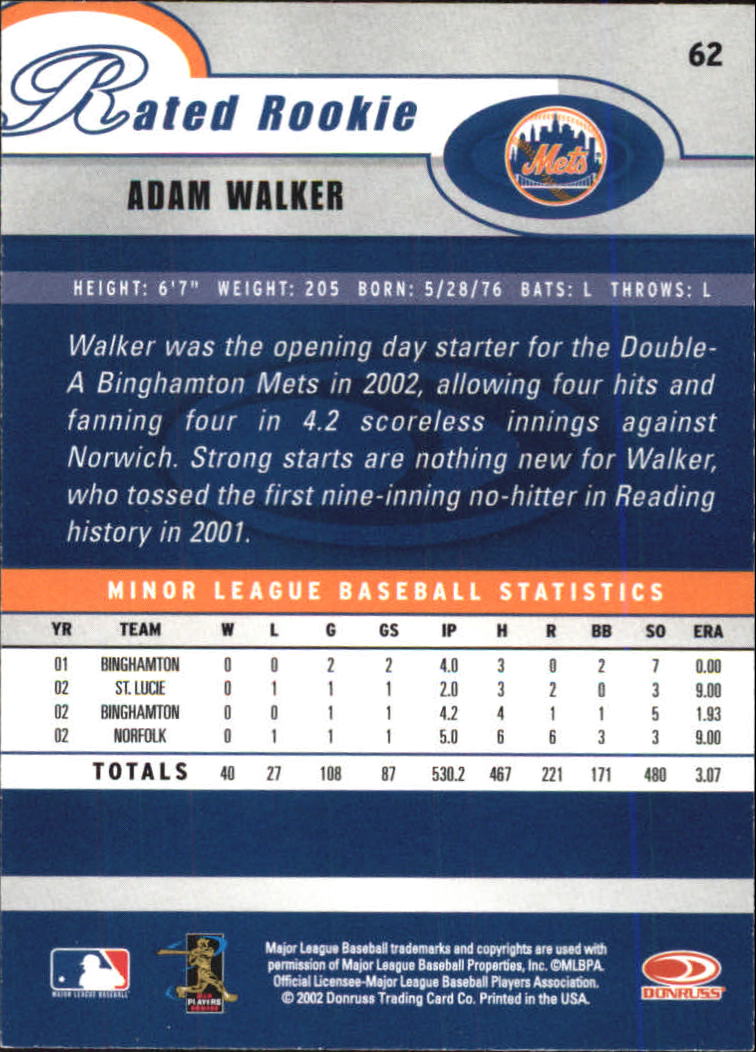 62
Rated Rookie
Mets
ADAM WALKER
HEIGHT: 6'7" WEIGHT: 205 BORN: 5/28/76 BATS: L THROWS: L
Walker was the opening day starter for the Double-
A Binghamton Mets in 2002, allowing four hits and
fanning four in 4.2 scoreless innings against
Norwich. Strong starts are nothing new for Walker,
who tossed the first nine-inning no-hitter in Reading
history in 2001.
MINOR LEAGUE BASEBALL STATISTICS
YR TEAM W L G GS IP H R BB SO ERA
01 BINGHAMTON 0 0 2 2 4.0 3 0 2 7 0.00
02 ST. LUCIE 0 1 1 1 2.0 3 2 0 3 9.00
02 BINGHAMTON 0 0 1 1 4.2 4 1 1 5 1.93
02 NORFOLK 0 1 1 1 5.0 6 6 3 3 9.00
TOTALS 40 27 108 87 530.2 467 221 171 480 3.07
Major League Baseball trademarks and copyrights are used with
permission of Major League Baseball Properties, Inc. ©MLBPA.
Official Licensee-Major League Baseball Players Association.
© 2002 Donruss Trading Card Co. Printed in the USA.
MAJOR LEAGUE BASEBALL
PLAYERS
CHOICE
DONRUSS